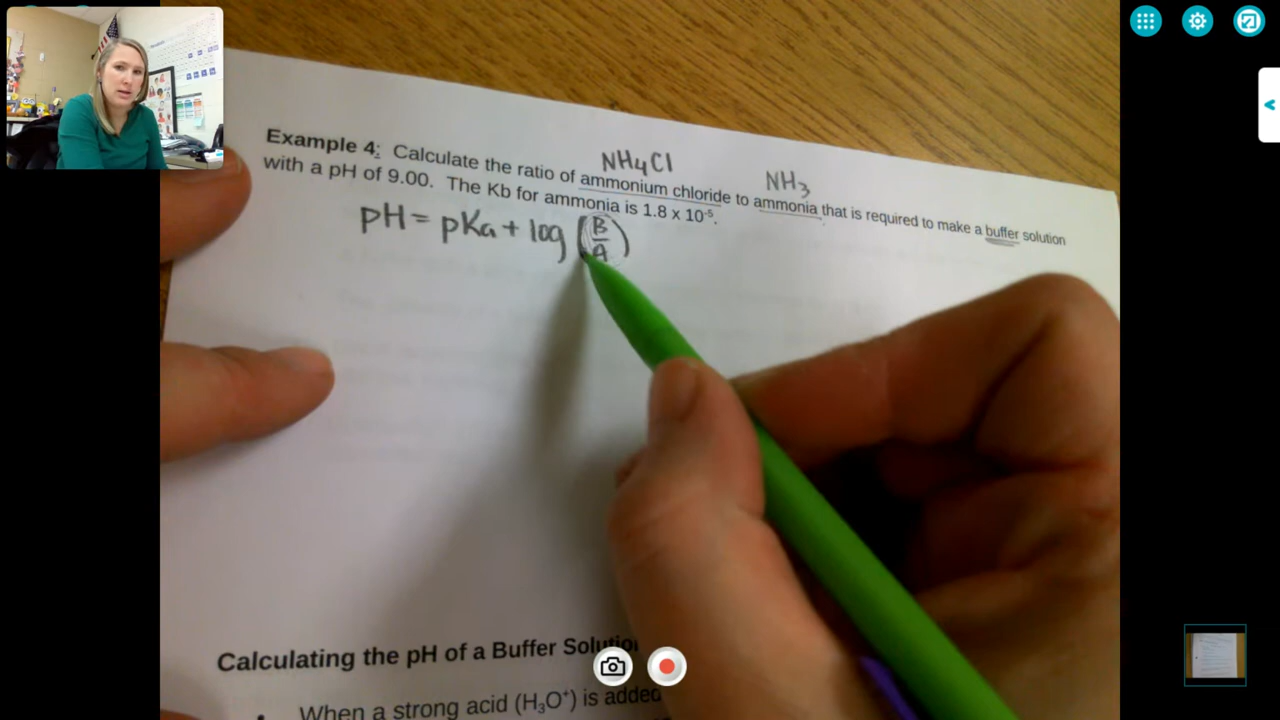 NH4Cl NH3
Example 4: Calculate the ratio of ammonium chloride to ammonia that is required to make a buffer solution
with a pH of 9.00. The Kb for ammonia is 1.8 x 10⁻⁵.
pH = pKa + log (B/A)
Calculating the pH of a Buffer Solution
• When a strong acid (H₃O⁺) is added